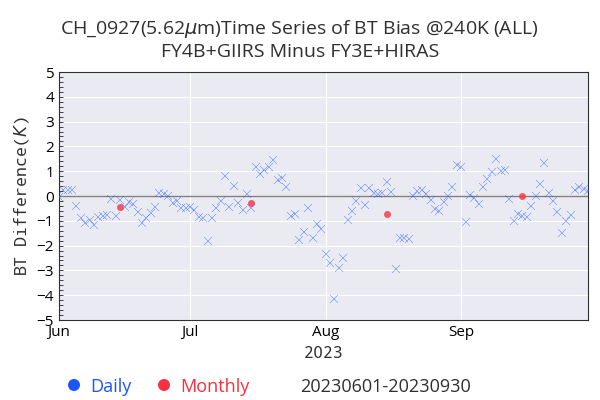 CH_0927(5.62μm)Time Series of BT Bias @240K (ALL)
FY4B+GIIRS Minus FY3E+HIRAS
BT Difference(K)
5
4
3
2
1
0
−1
−2
−3
−4
−5
Jun
Jul
Aug
Sep
2023
Daily
Monthly
20230601-20230930